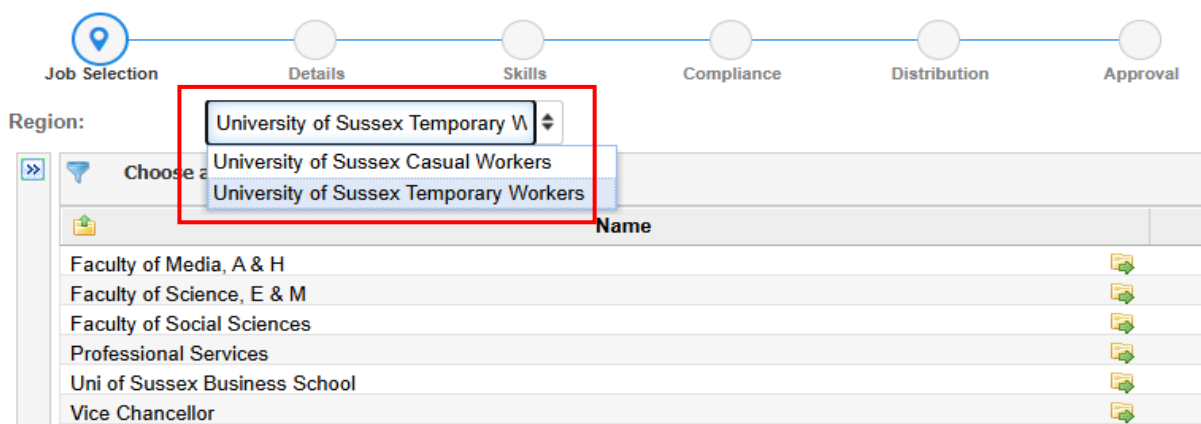 Job Selection Details Skills Compliance Distribution Approval
Region: University of Sussex Temporary W
University of Sussex Casual Workers
Choose a
University of Sussex Temporary Workers
Name
Faculty of Media, A & H
Faculty of Science, E & M
Faculty of Social Sciences
Professional Services
Uni of Sussex Business School
Vice Chancellor